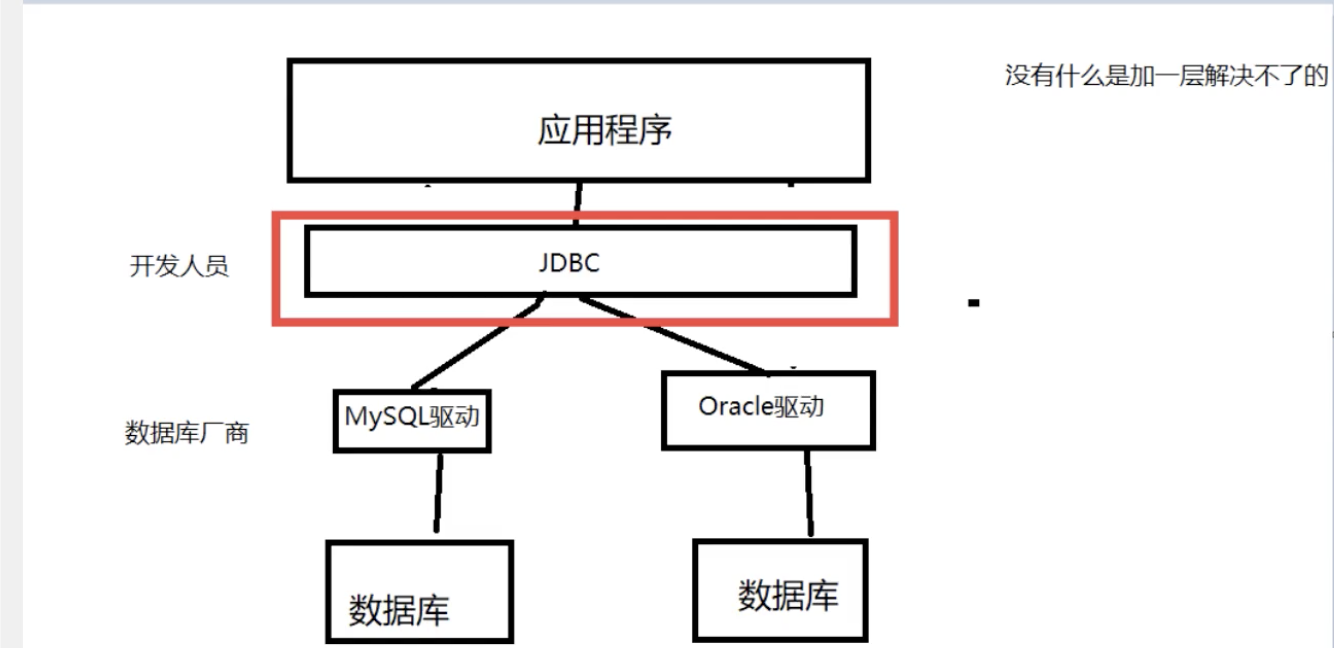 没有什么是加一层解决不了的
应用程序
开发人员
JDBC
数据库厂商
MySQL驱动
Oracle驱动
数据库
数据库